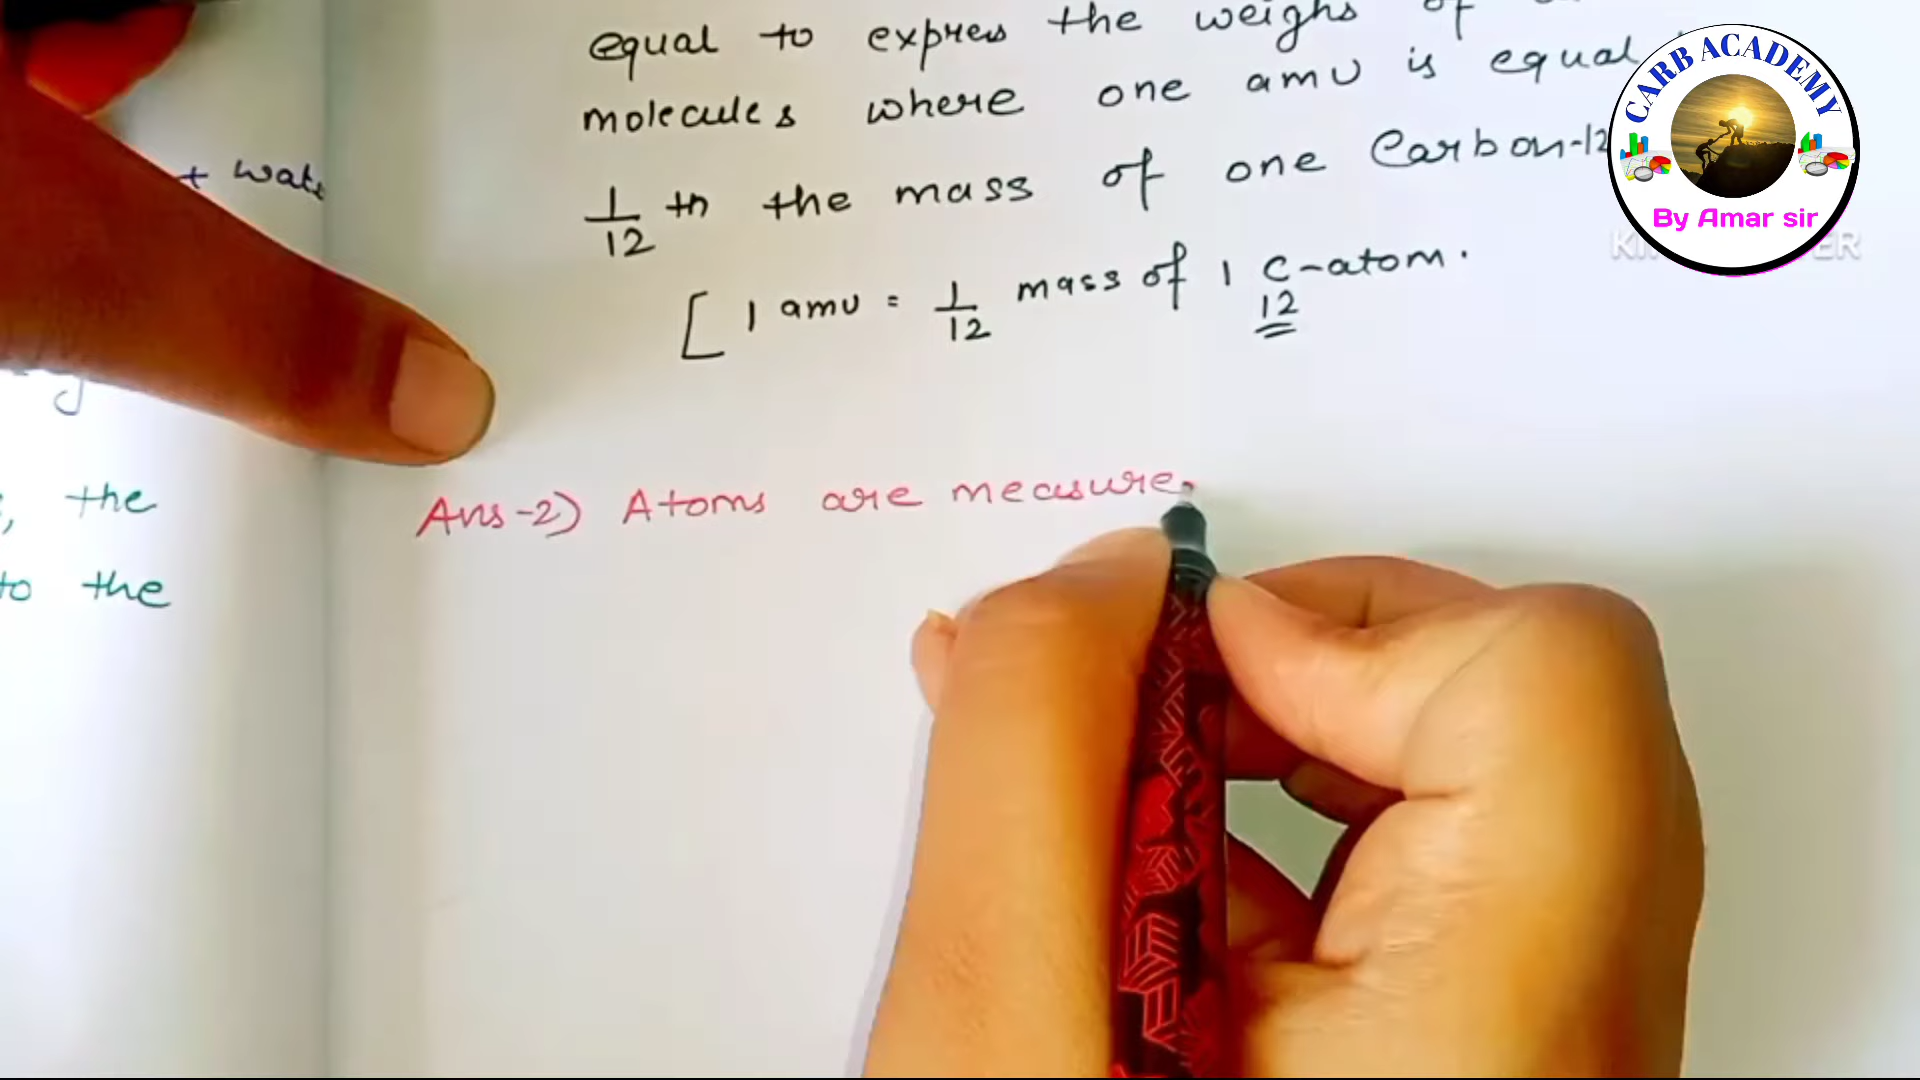 equal to express the weighs of
molecules where one amu is equal
1/12 th the mass of one Carbon-12
[ 1 amu = 1/12 mass of 1 C-atom.
12
Ans-2) Atoms are measure
+ wate
, the
to the
CARB ACADEMY
By Amar sir